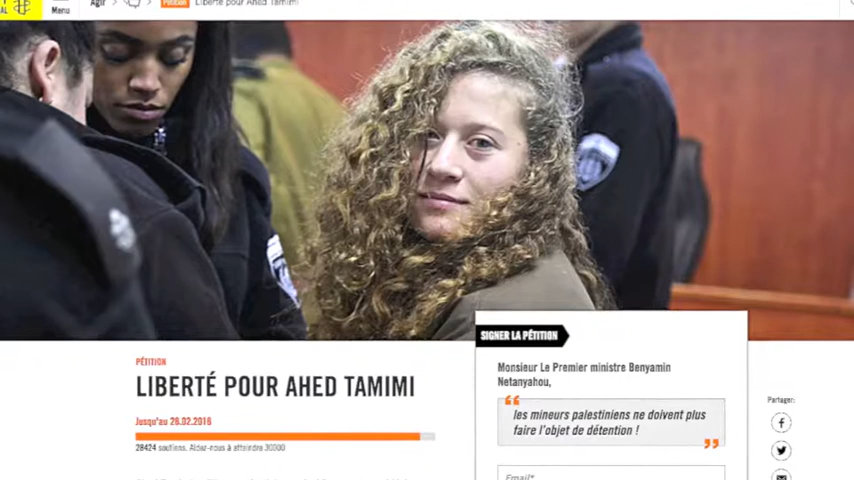 AL
Menu
Agir
Pétition
Liberté pour Ahed Tamimi
SIGNER LA PÉTITION
PÉTITION
LIBERTÉ POUR AHED TAMIMI
Jusqu'au 26.02.2018
28424 soutiens. Aidez-nous à atteindre 30000
Monsieur Le Premier ministre Benyamin
Netanyahou,
“ les mineurs palestiniens ne doivent plus
faire l'objet de détention ! ”
Email*
Partager: